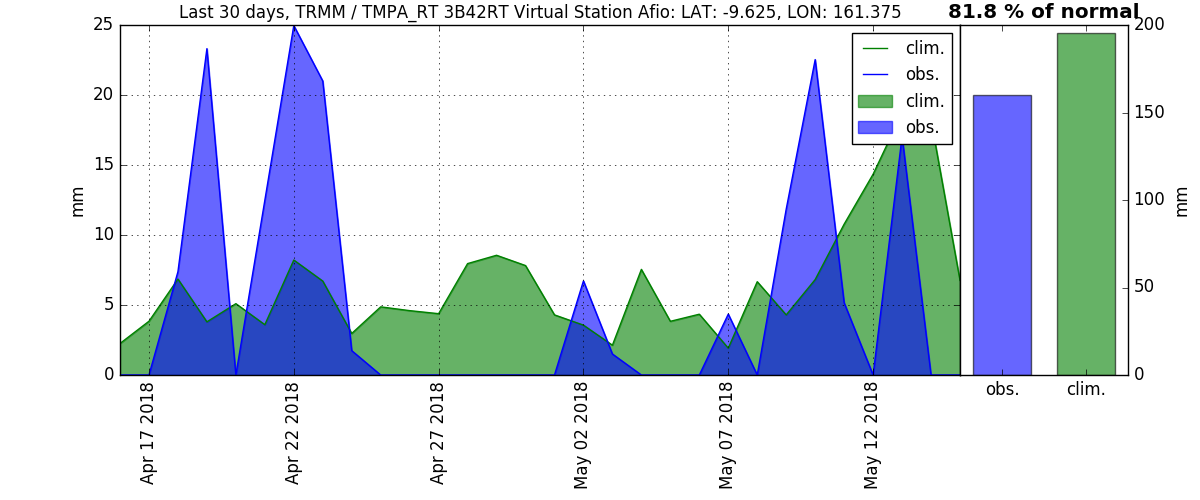 Last 30 days, TRMM / TMPA_RT 3B42RT Virtual Station Afio: LAT: -9.625, LON: 161.375
81.8 % of normal
mm
25
20
15
10
5
0
clim.
obs.
clim.
obs.
200
150
100
50
0
mm
Apr 17 2018
Apr 22 2018
Apr 27 2018
May 02 2018
May 07 2018
May 12 2018
obs.
clim.